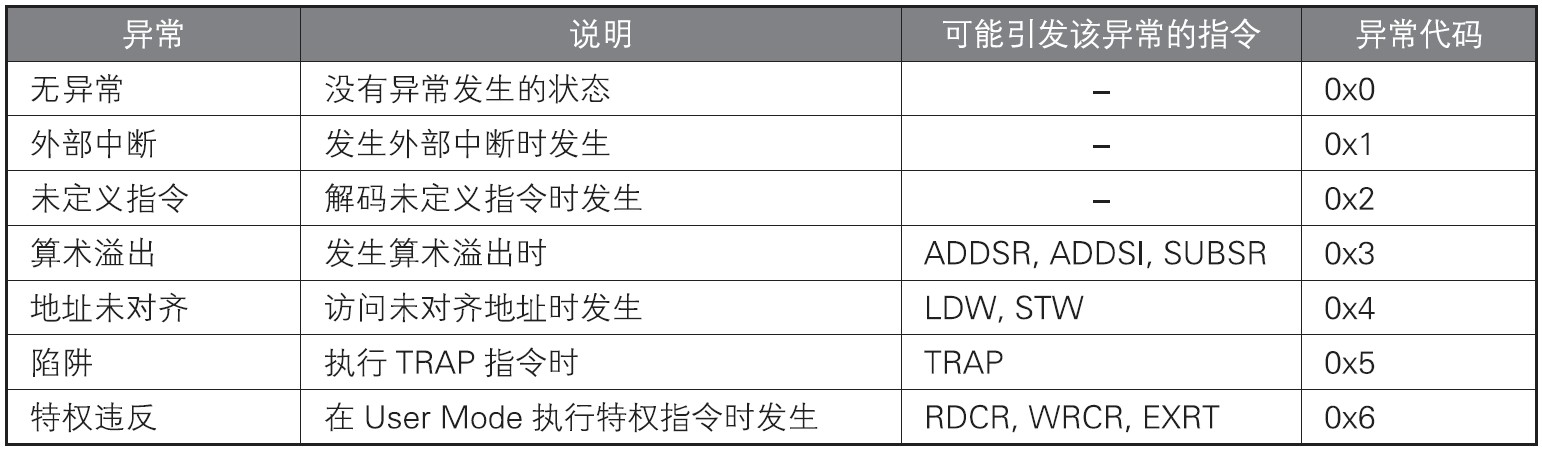 异常 说明 可能引发该异常的指令 异常代码
无异常 没有异常发生的状态 – 0x0
外部中断 发生外部中断时发生 – 0x1
未定义指令 解码未定义指令时发生 – 0x2
算术溢出 发生算术溢出时 ADDSR, ADDSI, SUBSR 0x3
地址未对齐 访问未对齐地址时发生 LDW, STW 0x4
陷阱 执行 TRAP 指令时 TRAP 0x5
特权违反 在 User Mode 执行特权指令时发生 RDCR, WRCR, EXRT 0x6